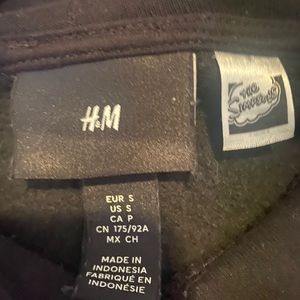 H&M
THE
SIMPSONS
EUR S
US S
CA P
CN 175/92A
MX CH
MADE IN
INDONESIA
FABRIQUÉ EN
INDONÉSIE